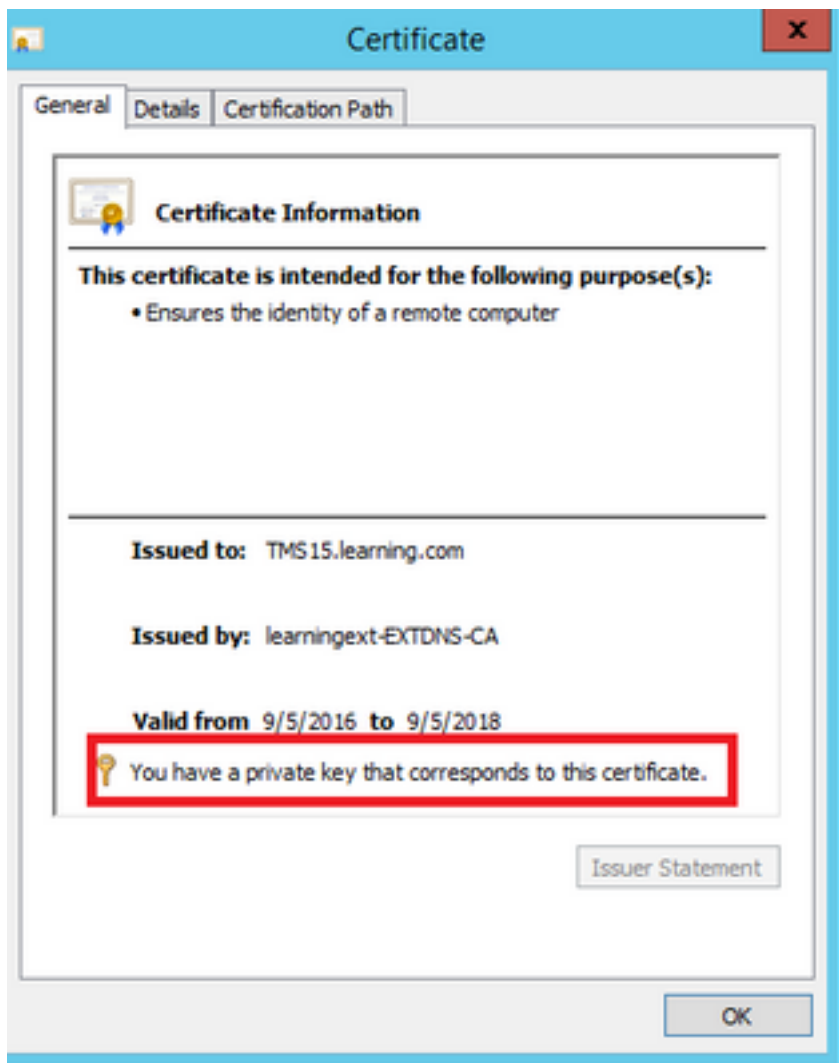 Certificate
x
General Details Certification Path
Certificate Information
This certificate is intended for the following purpose(s):
• Ensures the identity of a remote computer
Issued to: TMS15.learning.com
Issued by: learningext-EXTDNS-CA
Valid from 9/5/2016 to 9/5/2018
You have a private key that corresponds to this certificate.
Issuer Statement
OK